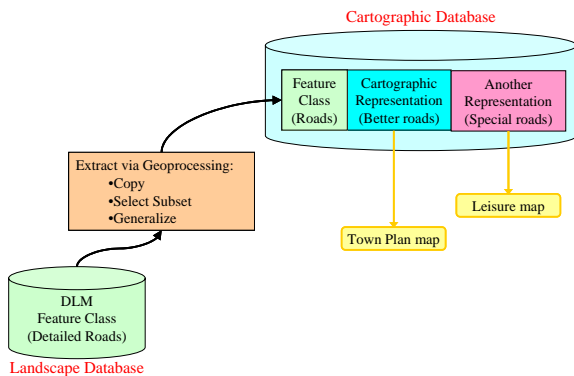 Cartographic Database
Feature
Class
(Roads)
Cartographic
Representation
(Better roads)
Another
Representation
(Special roads)
Extract via Geoprocessing:
•Copy
•Select Subset
•Generalize
Leisure map
Town Plan map
DLM
Feature Class
(Detailed Roads)
Landscape Database